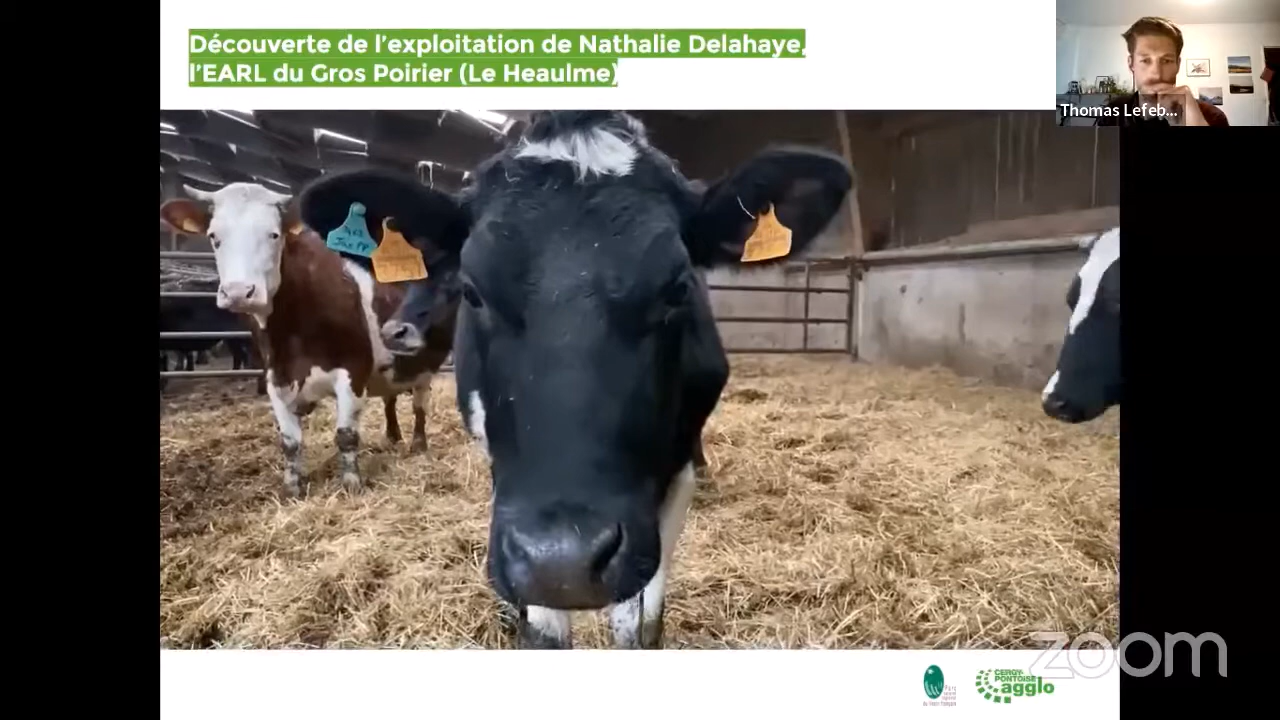 Découverte de l'exploitation de Nathalie Delahaye,
l'EARL du Gros Poirier (Le Heaulme)
Thomas Lefeb...
CERGY-
PONTOISE
agglo
zoom